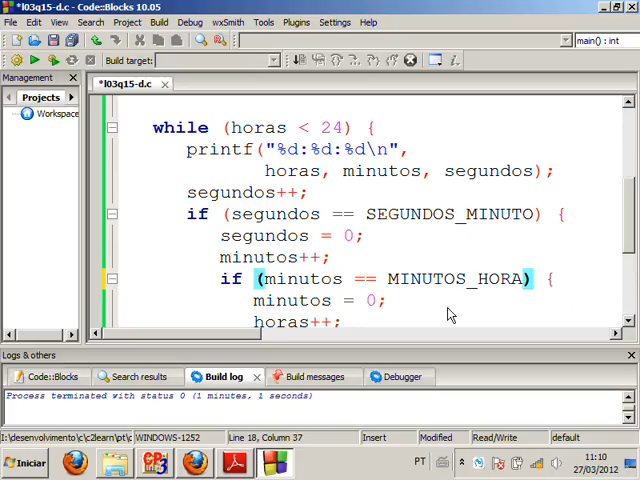 *l03q15-d.c - Code::Blocks 10.05
File Edit View Search Project Build Debug wxSmith Tools Plugins Settings Help
main() : int
Build target:
Management
Projects
Workspace
*l03q15-d.c
while (horas < 24) {
printf("%d:%d:%d\n",
horas, minutos, segundos);
segundos++;
if (segundos == SEGUNDOS_MINUTO) {
segundos = 0;
minutos++;
if (minutos == MINUTOS_HORA) {
minutos = 0;
horas++;
Logs & others
Code::Blocks Search results Build log Build messages Debugger
Process terminated with status 0 (1 minutes, 1 seconds)
I:\desenvolvimento\c\c2learn\pt\c WINDOWS-1252 Line 18, Column 37 Insert Modified Read/Write default
Iniciar
PT
11:10
27/03/2012